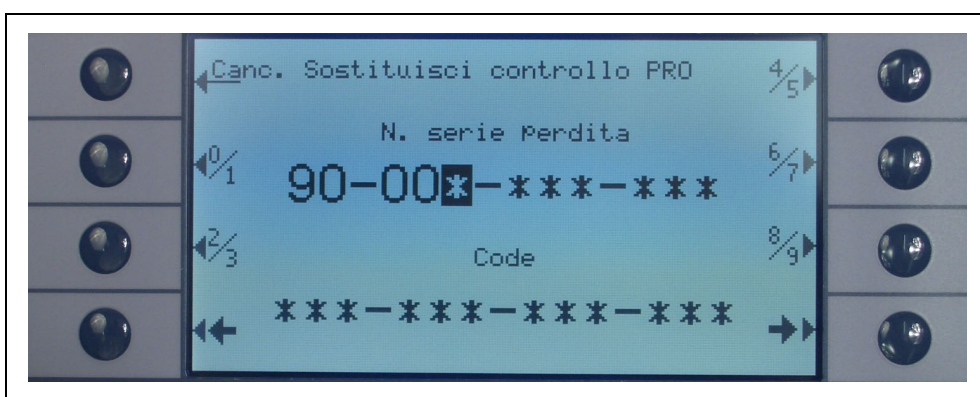 Canc. Sostituisci controllo PRO 4/5
N. serie Perdita
0/1 6/7
90-00*-***-***
2/3 8/9
Code
***-***-***-***